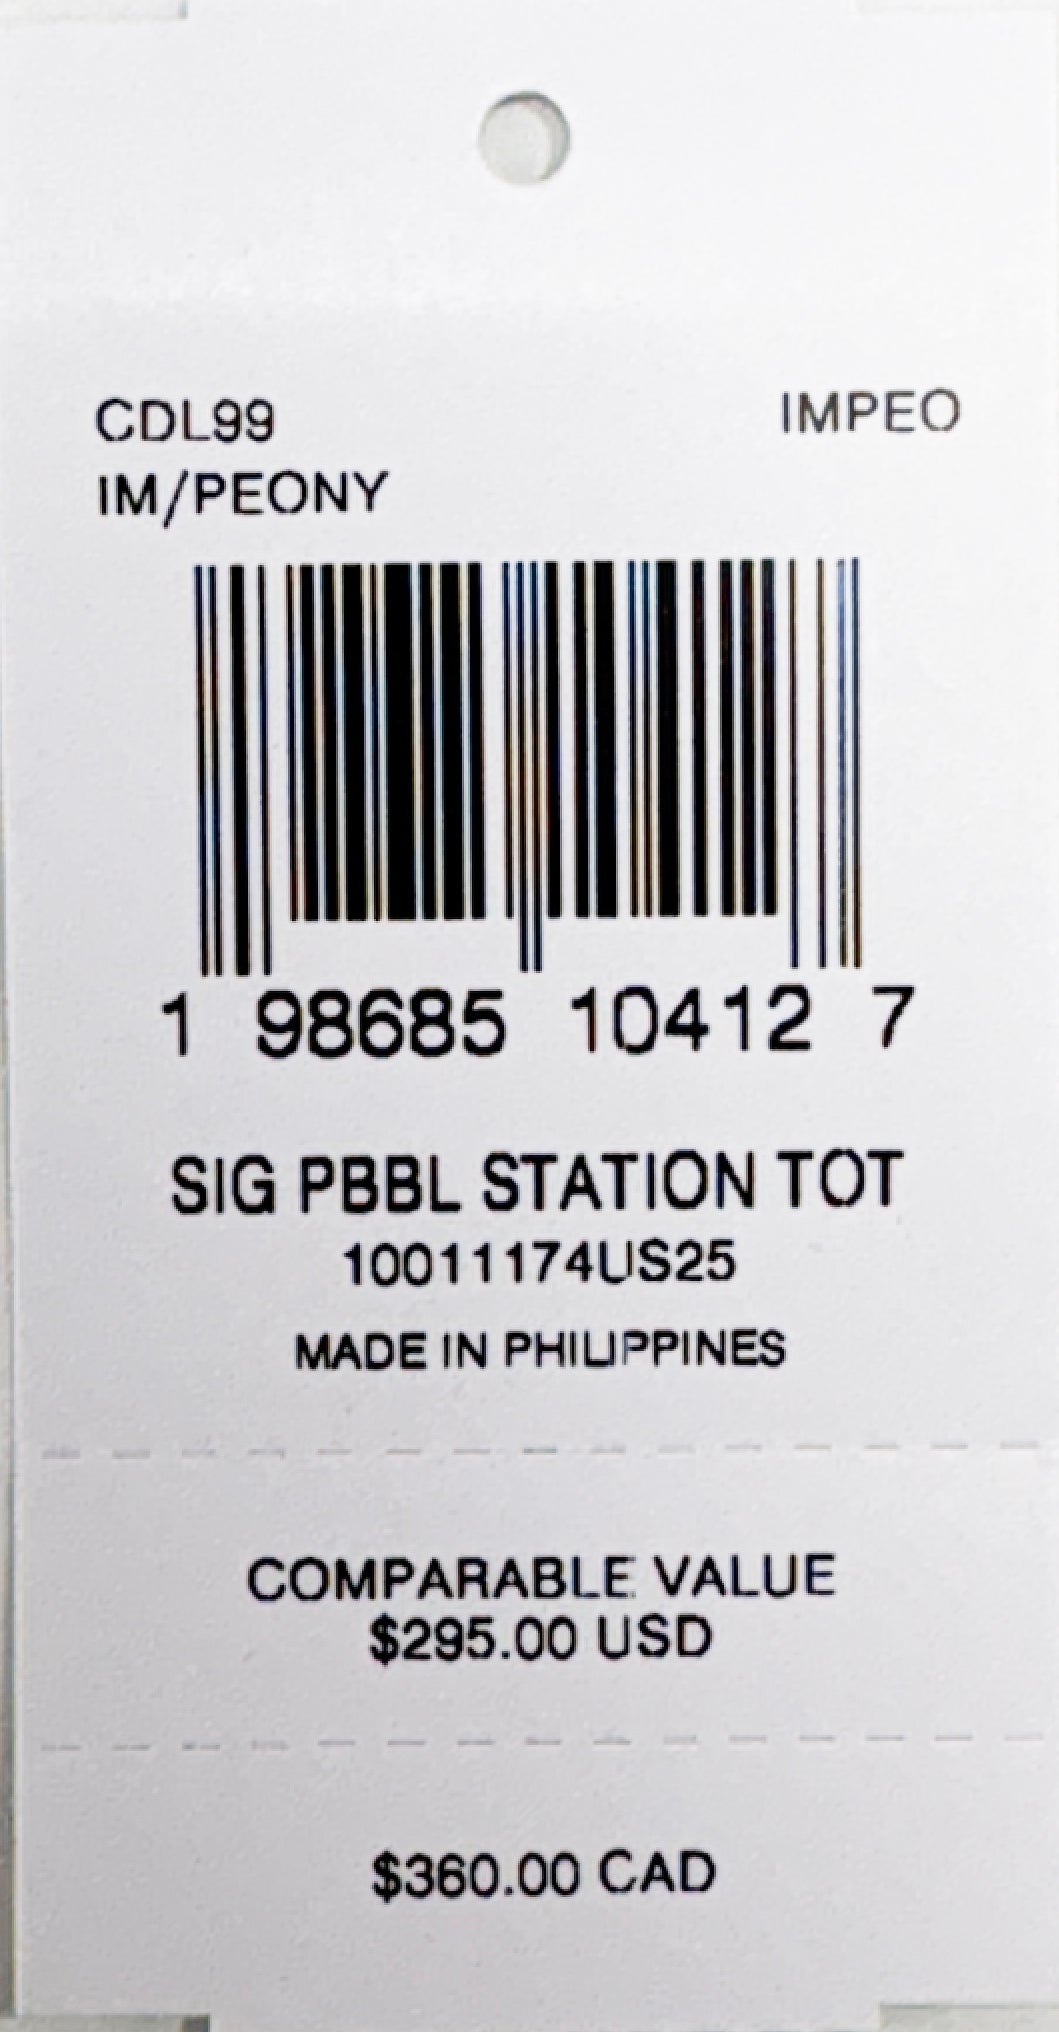 CDL99 IMPEO
IM/PEONY
1 98685 10412 7
SIG PBBL STATION TOT
10011174US25
MADE IN PHILIPPINES
COMPARABLE VALUE
$295.00 USD
$360.00 CAD